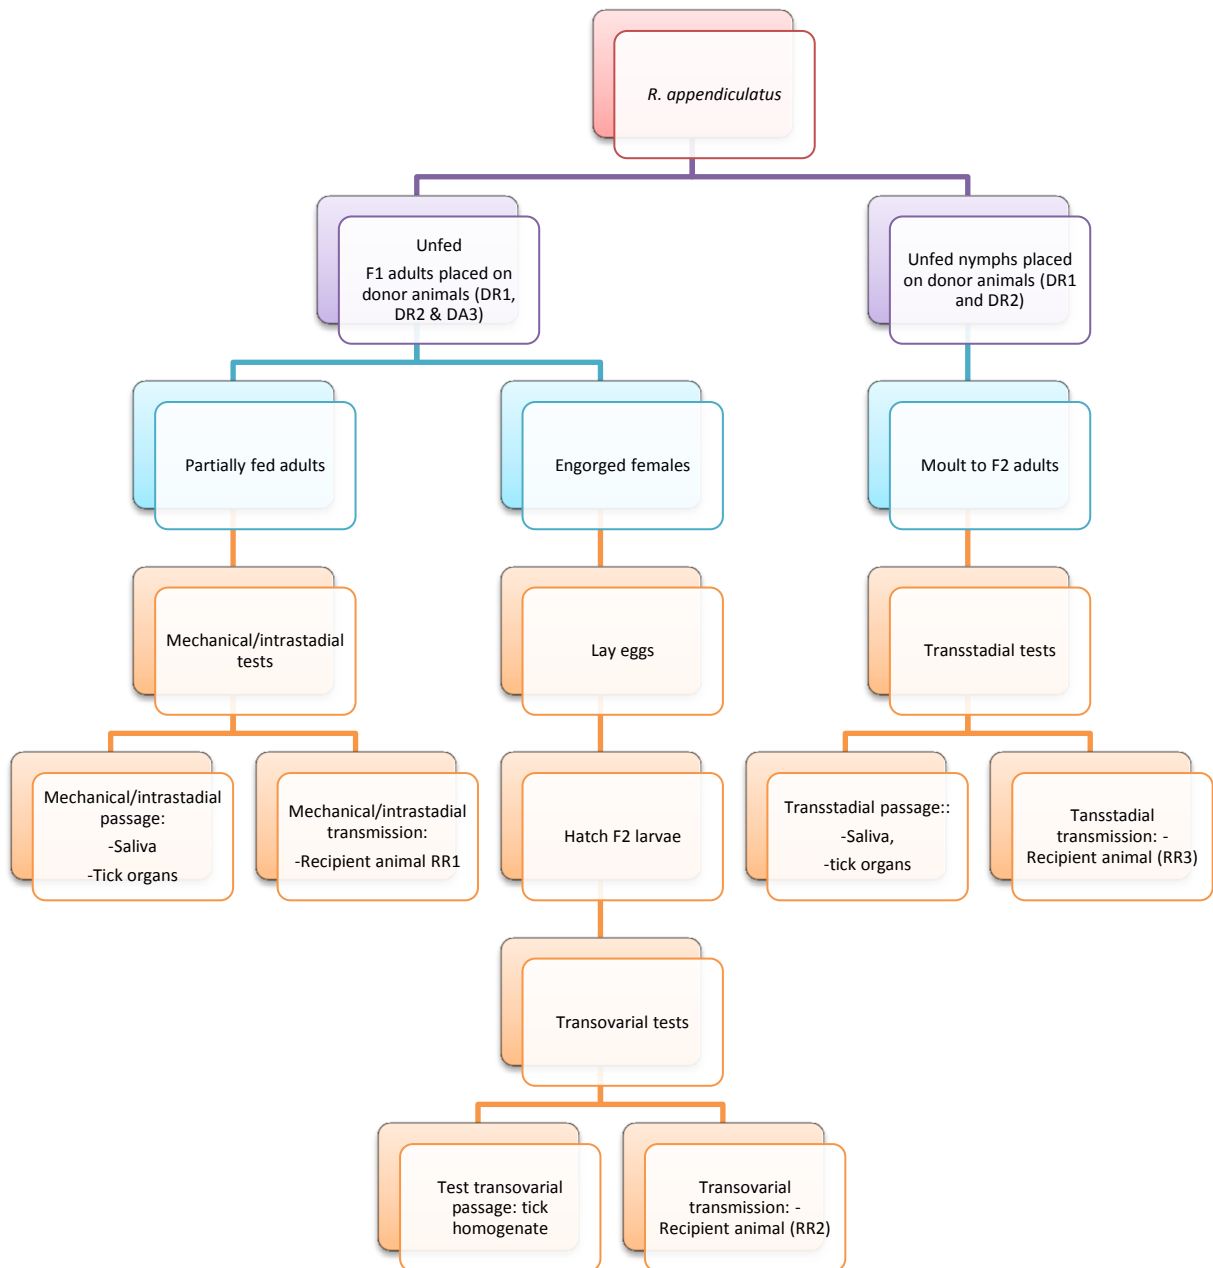 R. appendiculatus
Unfed
F1 adults placed on
donor animals (DR1,
DR2 & DA3)
Unfed nymphs placed
on donor animals (DR1
and DR2)
Partially fed adults
Engorged females
Moult to F2 adults
Mechanical/intrastadial
tests
Lay eggs
Transstadial tests
Mechanical/intrastadial
passage:
-Saliva
-Tick organs
Mechanical/intrastadial
transmission:
-Recipient animal RR1
Hatch F2 larvae
Transstadial passage::
-Saliva,
-tick organs
Tansstadial
transmission: -
Recipient animal (RR3)
Transovarial tests
Test transovarial
passage: tick
homogenate
Transovarial
transmission: -
Recipient animal (RR2)